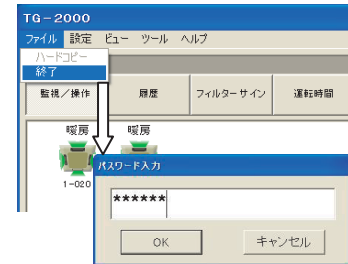 TG-2000
ファイル 設定 ビュー ツール ヘルプ
ハードコピー
終了
監視/操作 履歴 フィルターサイン 運転時間
暖房 暖房
1-020
パスワード入力
******
OK キャンセル